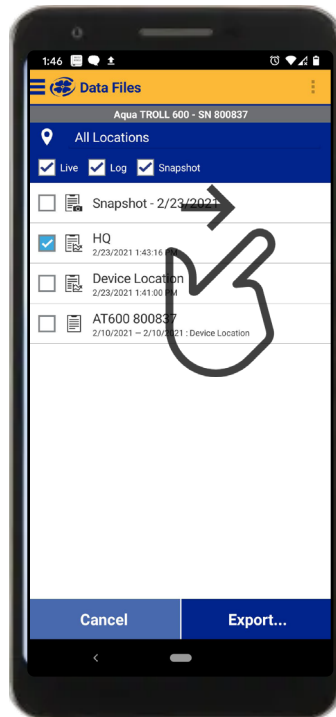 1:46
Data Files
Aqua TROLL 600 - SN 800837
All Locations
Live Log Snapshot
Snapshot - 2/23/2021
HQ
2/23/2021 1:43:16 PM
Device Location
2/23/2021 1:41:00 PM
AT600 800837
2/10/2021 – 2/10/2021 : Device Location
Cancel Export...